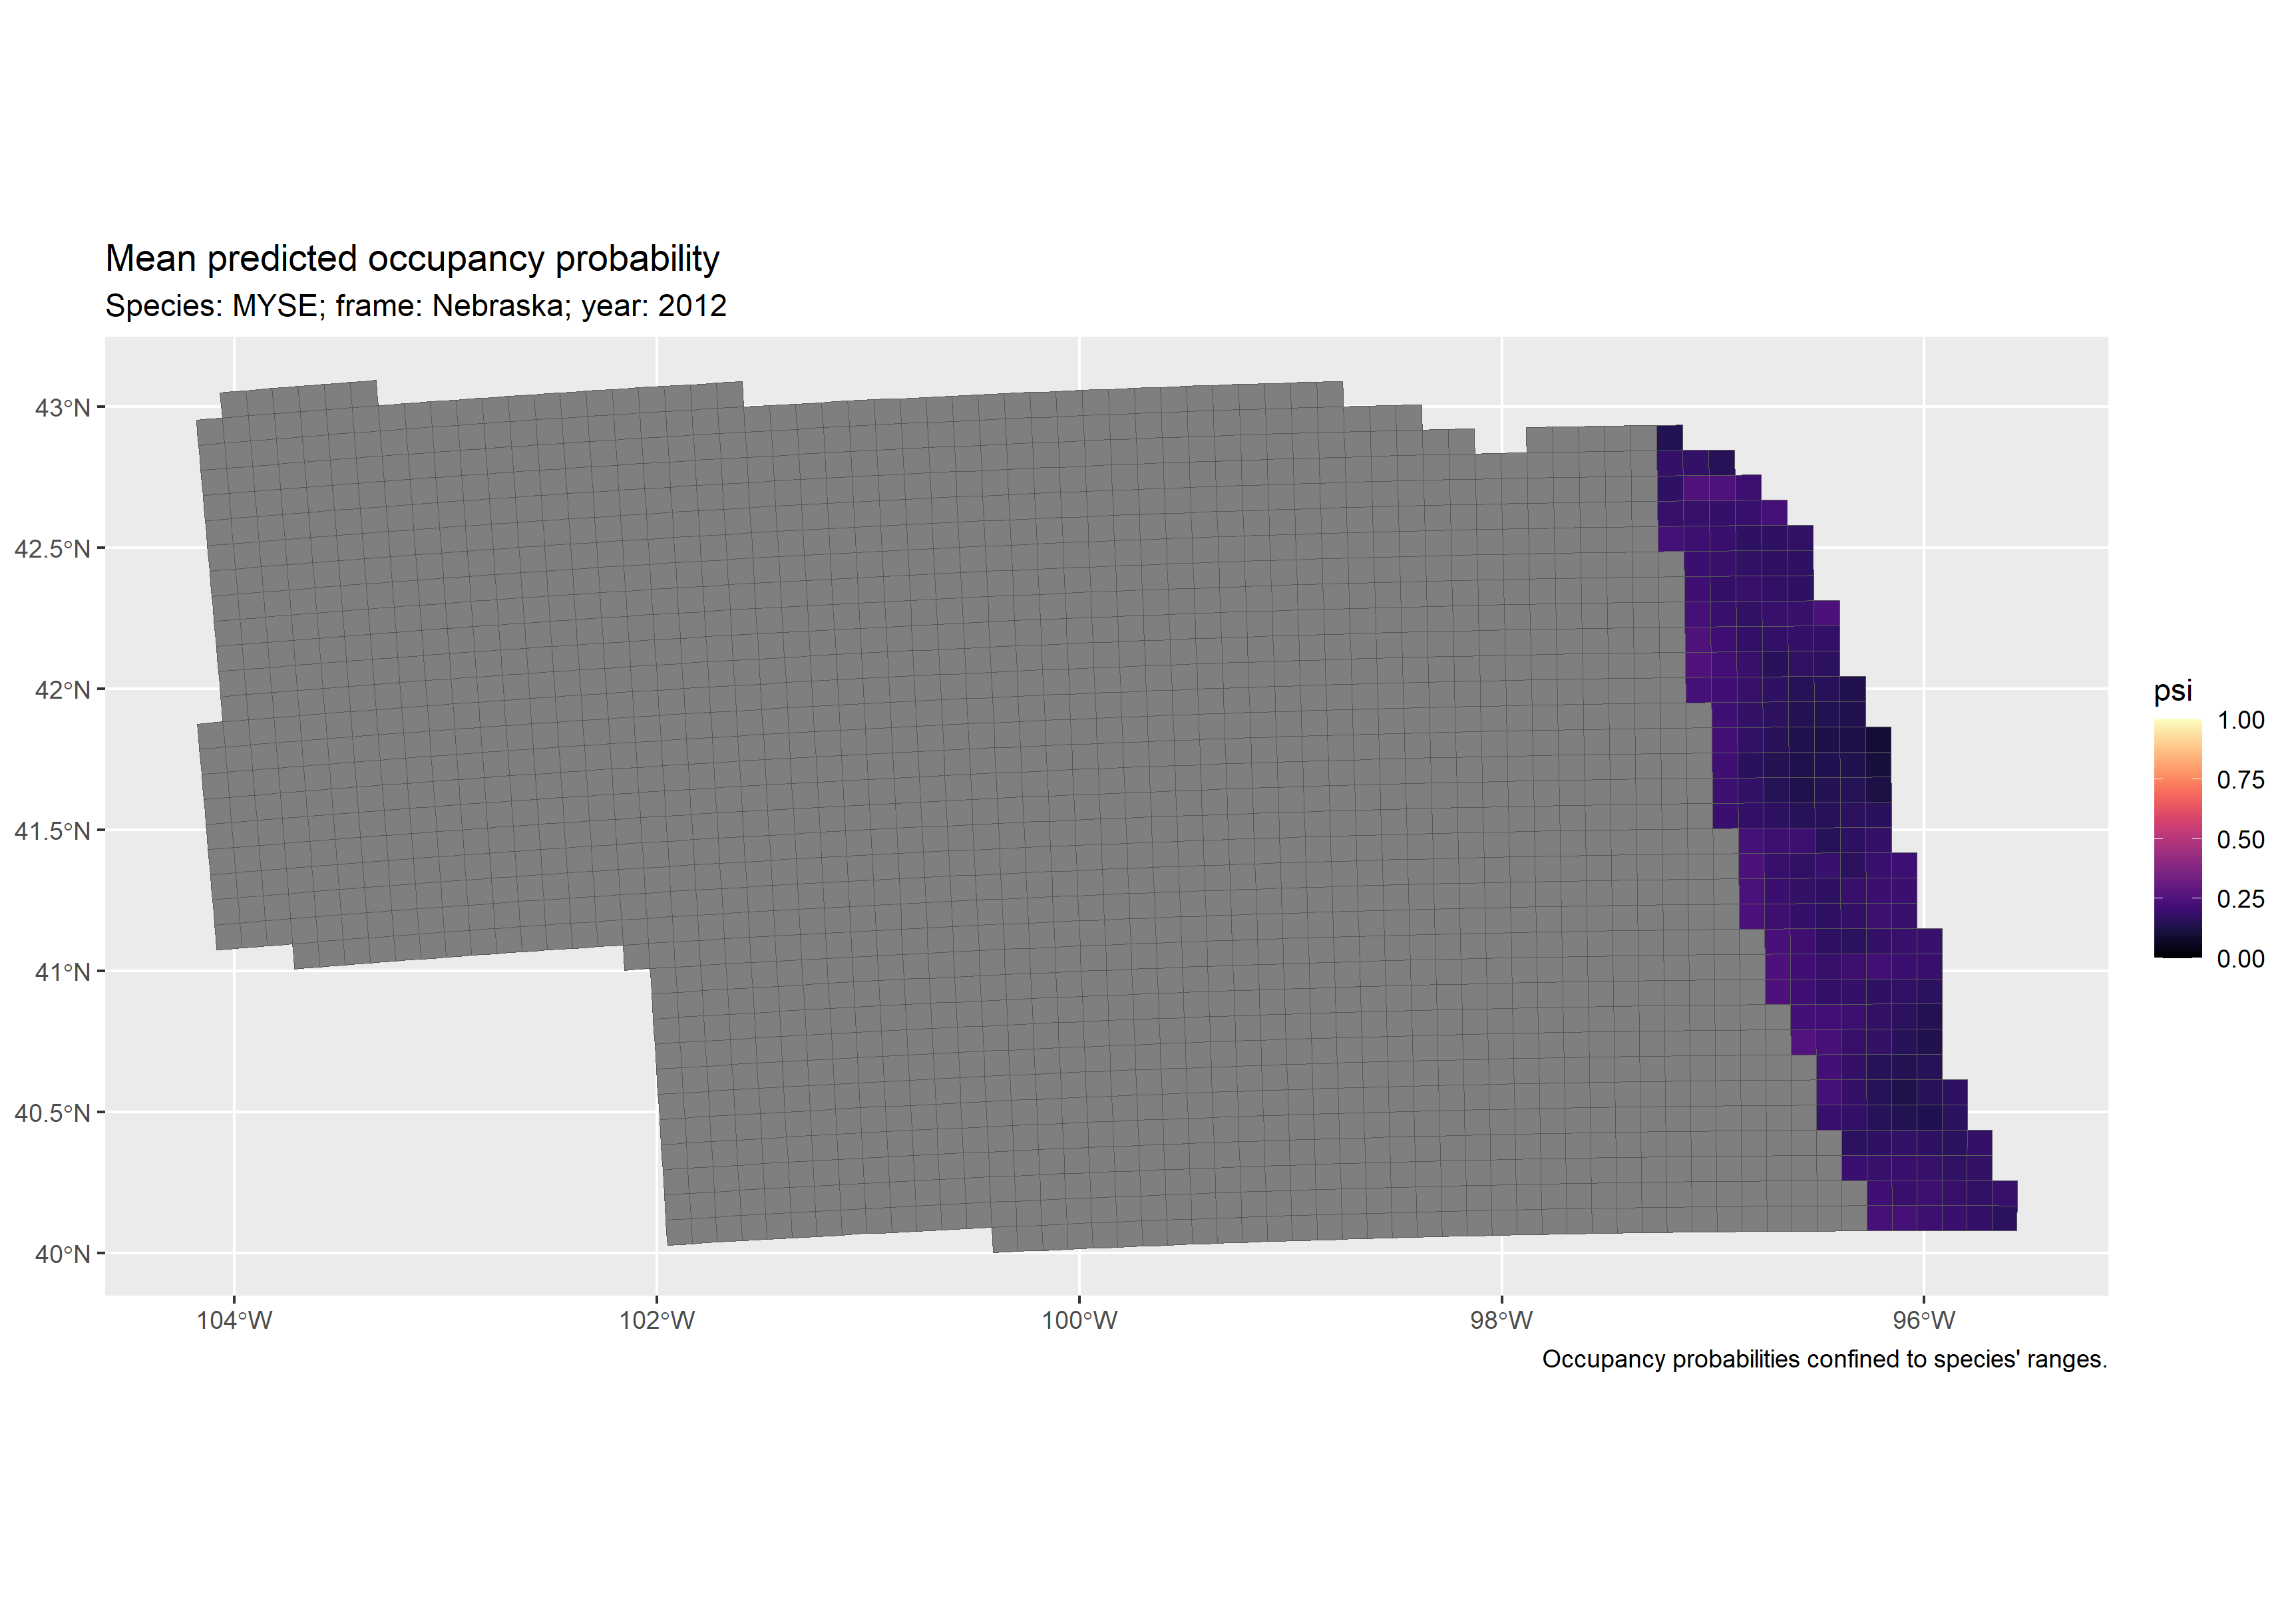 Mean predicted occupancy probability
Species: MYSE; frame: Nebraska; year: 2012
43°N
42.5°N
42°N
41.5°N
41°N
40.5°N
40°N
104°W
102°W
100°W
98°W
96°W
psi
1.00
0.75
0.50
0.25
0.00
Occupancy probabilities confined to species' ranges.